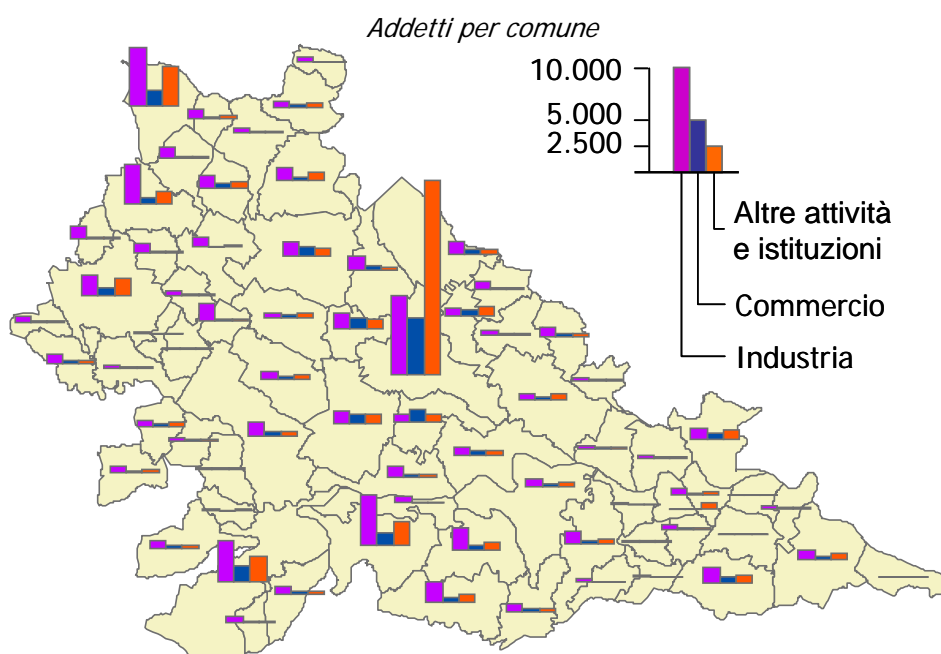 Addetti per comune
10.000
5.000
2.500
Altre attività
e istituzioni
Commercio
Industria